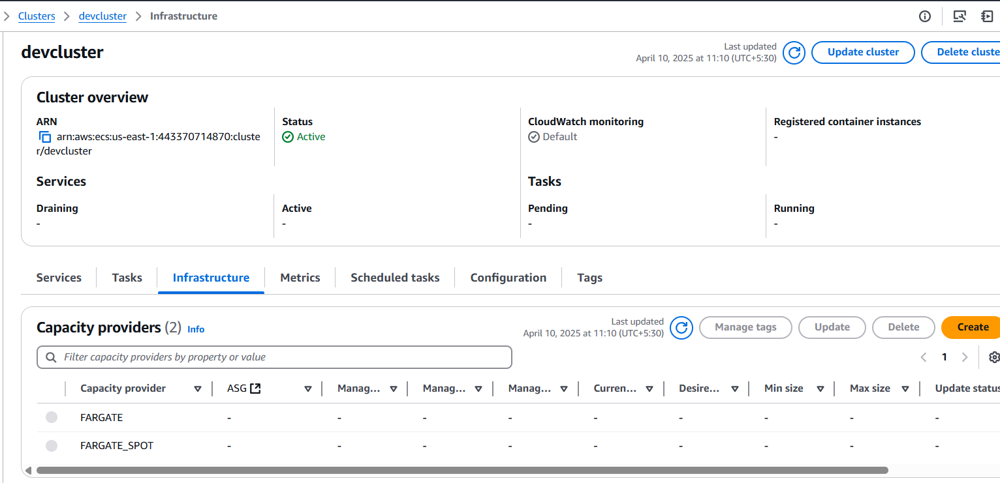 Clusters > devcluster > Infrastructure
devcluster
Last updated
April 10, 2025 at 11:10 (UTC+5:30)
Update cluster
Delete cluste
Cluster overview
ARN
arn:aws:ecs:us-east-1:443370714870:cluste
r/devcluster
Status
Active
CloudWatch monitoring
Default
Registered container instances
-
Services
Tasks
Draining
-
Active
-
Pending
-
Running
-
Services Tasks Infrastructure Metrics Scheduled tasks Configuration Tags
Capacity providers (2) Info
Last updated
April 10, 2025 at 11:10 (UTC+5:30)
Manage tags
Update
Delete
Create
Filter capacity providers by property or value
1
Capacity provider ASG Manag... Manag... Manag... Curren... Desire... Min size Max size Update status
FARGATE - - - - - - - - -
FARGATE_SPOT - - - - - - - - -